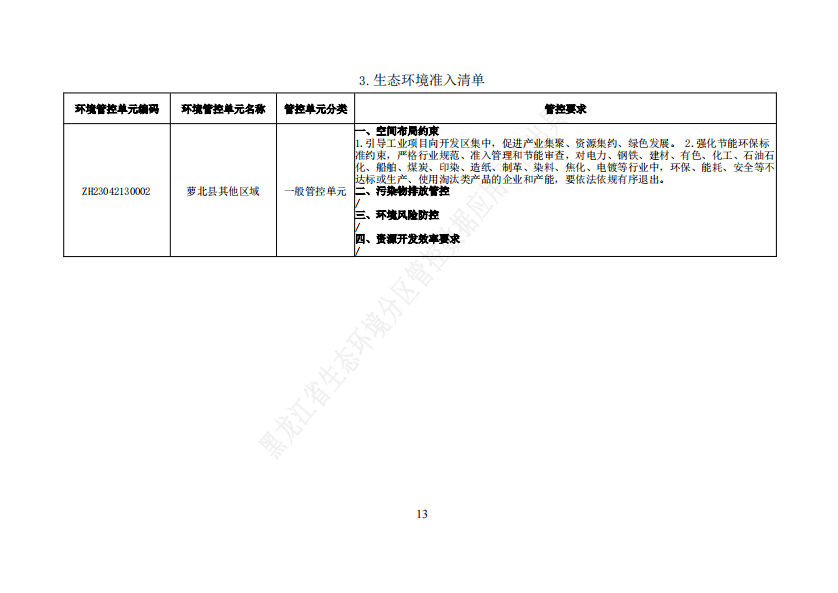 3.生态环境准入清单
环境管控单元编码 环境管控单元名称 管控单元分类 管控要求
ZH23042130002 萝北县其他区域 一般管控单元
一、空间布局约束
1.引导工业项目向开发区集中，促进产业集聚、资源集约、绿色发展。 2.强化节能环保标
准约束，严格行业规范、准入管理和节能审查，对电力、钢铁、建材、有色、化工、石油石
化、船舶、煤炭、印染、造纸、制革、染料、焦化、电镀等行业中，环保、能耗、安全等不
达标或生产、使用淘汰类产品的企业和产能，要依法依规有序退出。
二、污染物排放管控
/
三、环境风险防控
/
四、资源开发效率要求
/
黑龙江省生态环境分区管控数据应用
13